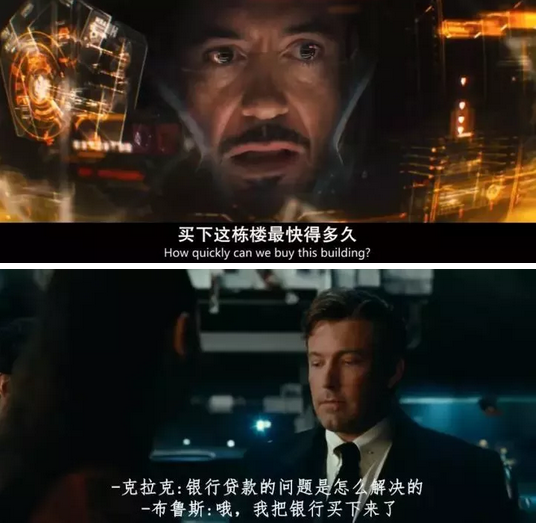 买下这栋楼最快得多久
How quickly can we buy this building?
-克拉克:银行贷款的问题是怎么解决的
-布鲁斯:哦，我把银行买下来了